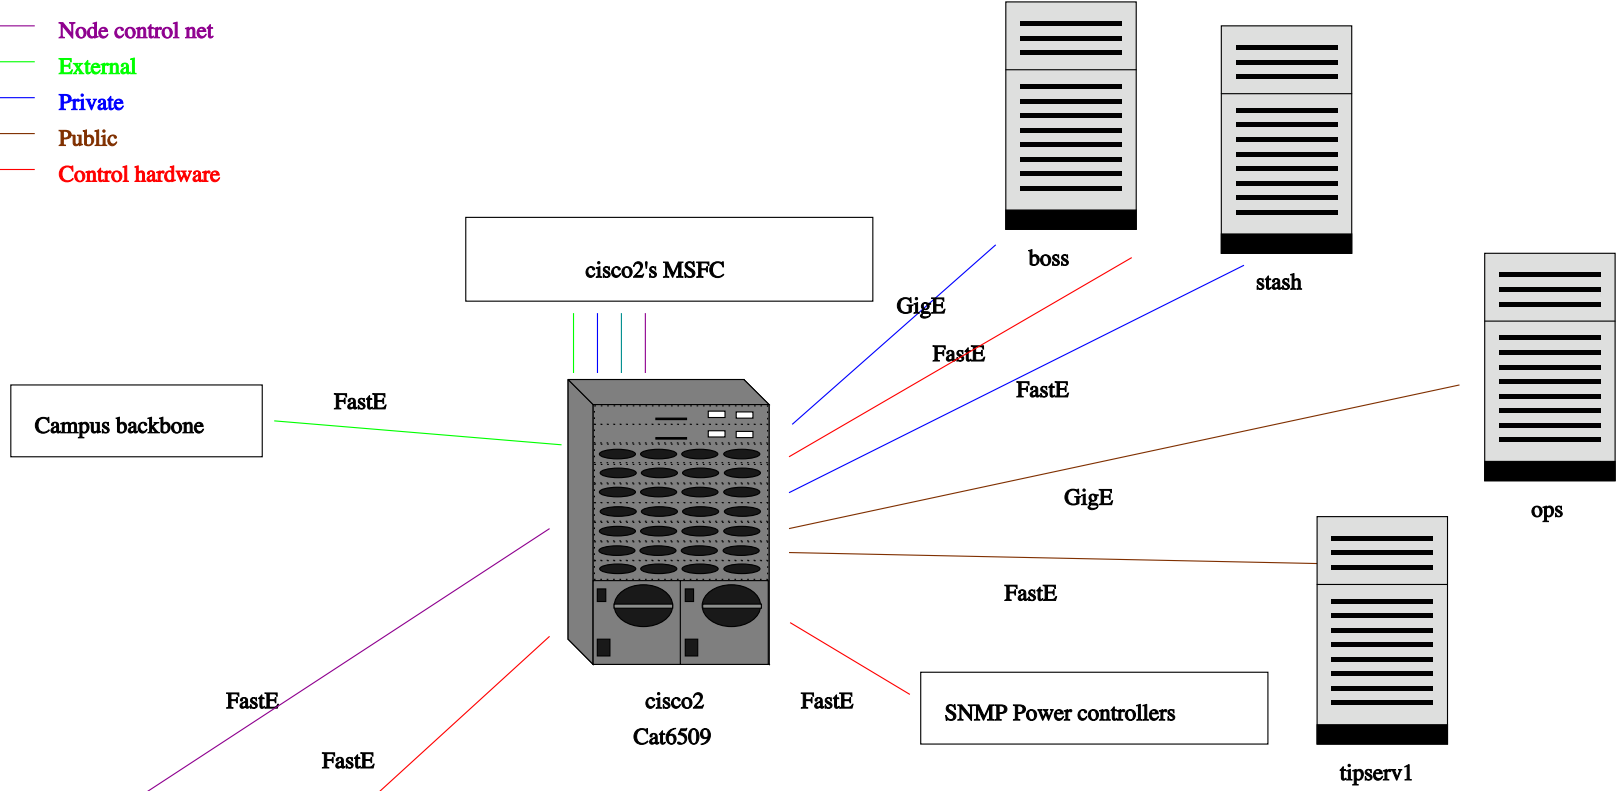 Node control net
External
Private
Public
Control hardware
cisco2's MSFC
boss
stash
GigE
FastE
FastE
FastE
Campus backbone
GigE
ops
FastE
FastE
cisco2
Cat6509
FastE
SNMP Power controllers
FastE
tipserv1